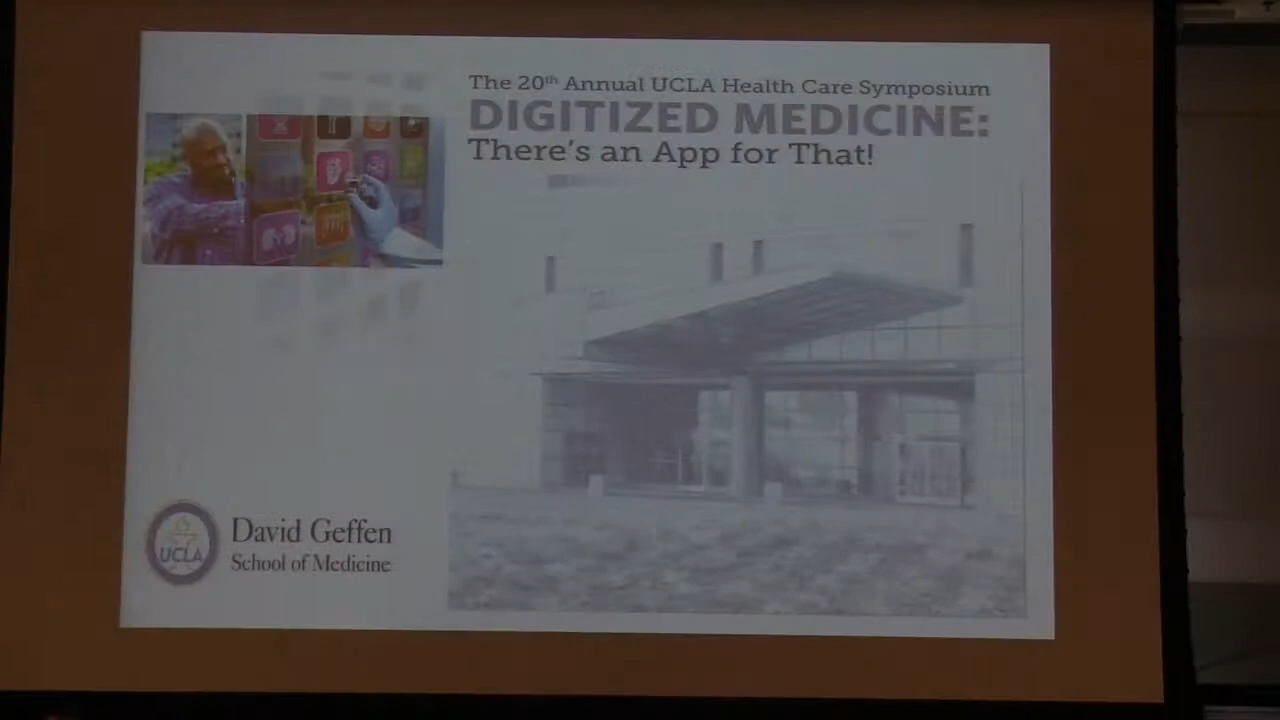 The 20th Annual UCLA Health Care Symposium
DIGITIZED MEDICINE:
There's an App for That!
UCLA
David Geffen
School of Medicine